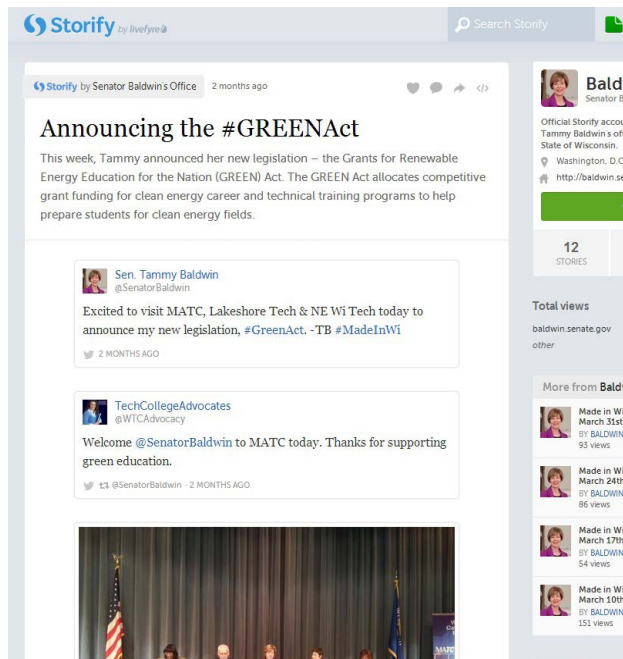 Storify by livefyre
Search Storify
Storify by Senator Baldwin's Office 2 months ago
Announcing the #GREENAct
This week, Tammy announced her new legislation – the Grants for Renewable
Energy Education for the Nation (GREEN) Act. The GREEN Act allocates competitive
grant funding for clean energy career and technical training programs to help
prepare students for clean energy fields.
Sen. Tammy Baldwin
@SenatorBaldwin
Excited to visit MATC, Lakeshore Tech & NE Wi Tech today to
announce my new legislation, #GreenAct. -TB #MadeInWi
2 MONTHS AGO
TechCollegeAdvocates
@WTCAdvocacy
Welcome @SenatorBaldwin to MATC today. Thanks for supporting
green education.
@SenatorBaldwin · 2 MONTHS AGO
MATC
Bald
Senator B
Official Storify accou
Tammy Baldwin's off
State of Wisconsin.
Washington, D.C
http://baldwin.se
12
STORIES
Total views
baldwin.senate.gov
other
More from Bald
Made in Wi
March 31st
BY BALDWIN
93 views
Made in Wi
March 24th
BY BALDWIN
86 views
Made in Wi
March 17th
BY BALDWIN
54 views
Made in Wi
March 10th
BY BALDWIN
151 views